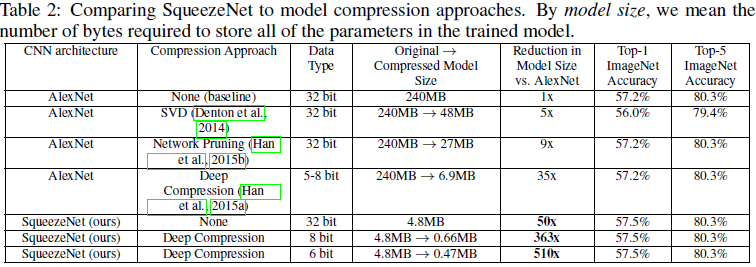 Table 2: Comparing SqueezeNet to model compression approaches. By model size, we mean the
number of bytes required to store all of the parameters in the trained model.
CNN architecture | Compression Approach | Data Type | Original → Compressed Model Size | Reduction in Model Size vs. AlexNet | Top-1 ImageNet Accuracy | Top-5 ImageNet Accuracy
AlexNet | None (baseline) | 32 bit | 240MB | 1x | 57.2% | 80.3%
AlexNet | SVD (Denton et al., 2014) | 32 bit | 240MB → 48MB | 5x | 56.0% | 79.4%
AlexNet | Network Pruning (Han et al., 2015b) | 32 bit | 240MB → 27MB | 9x | 57.2% | 80.3%
AlexNet | Deep Compression (Han et al., 2015a) | 5-8 bit | 240MB → 6.9MB | 35x | 57.2% | 80.3%
SqueezeNet (ours) | None | 32 bit | 4.8MB | 50x | 57.5% | 80.3%
SqueezeNet (ours) | Deep Compression | 8 bit | 4.8MB → 0.66MB | 363x | 57.5% | 80.3%
SqueezeNet (ours) | Deep Compression | 6 bit | 4.8MB → 0.47MB | 510x | 57.5% | 80.3%